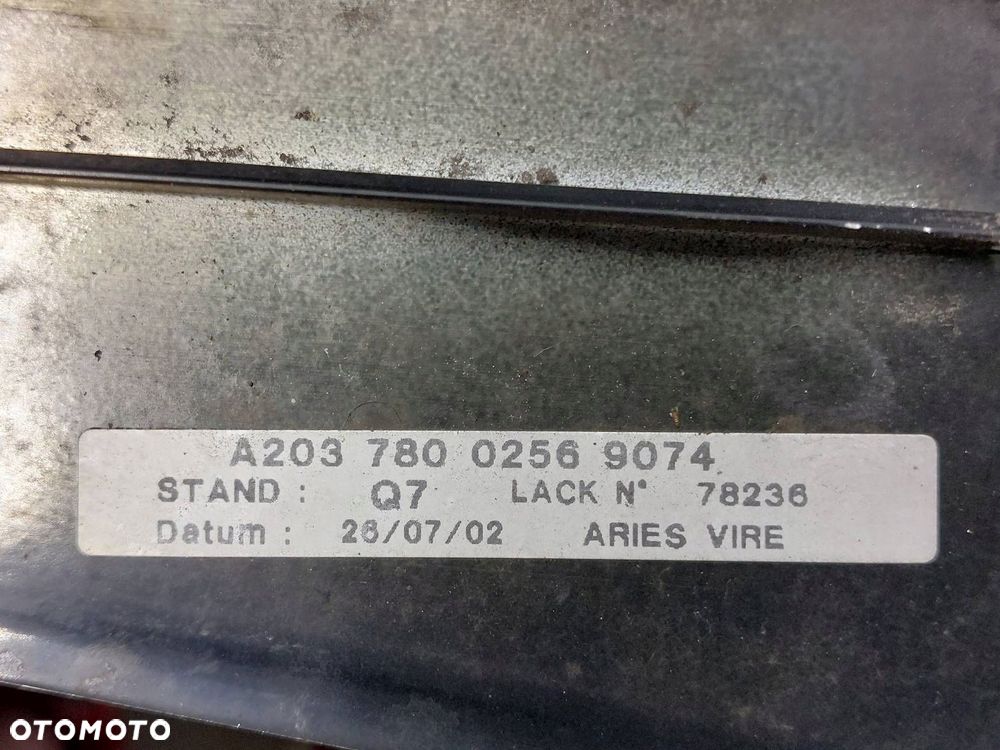 A203 780 0256 9074
STAND : Q7 LACK N° 78236
Datum : 26/07/02 ARIES VIRE
OTOMOTO